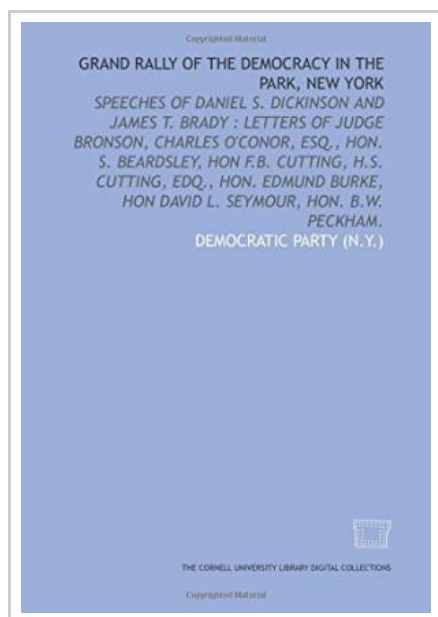 Copyrighted Material
GRAND RALLY OF THE DEMOCRACY IN THE
PARK, NEW YORK
SPEECHES OF DANIEL S. DICKINSON AND
JAMES T. BRADY : LETTERS OF JUDGE
BRONSON, CHARLES O'CONOR, ESQ., HON.
S. BEARDSLEY, HON F.B. CUTTING, H.S.
CUTTING, EDQ., HON. EDMUND BURKE,
HON DAVID L. SEYMOUR, HON. B.W.
PECKHAM.
DEMOCRATIC PARTY (N.Y.)
THE CORNELL UNIVERSITY LIBRARY DIGITAL COLLECTIONS
Copyrighted Material